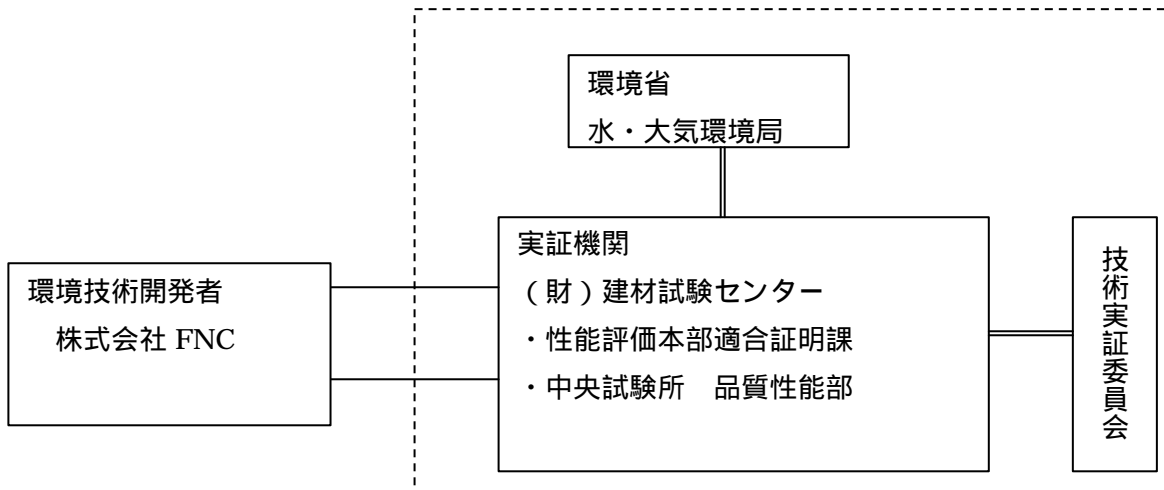 環境省
水・大気環境局
実証機関
（財）建材試験センター
・性能評価本部適合証明課
・中央試験所　品質性能部
環境技術開発者
株式会社 FNC
技術実証委員会